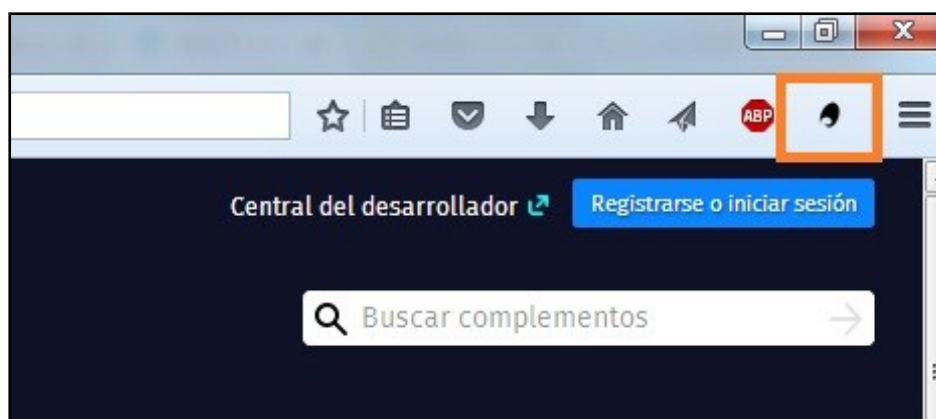 ABP
Central del desarrollador
Registrarse o iniciar sesión
Buscar complementos